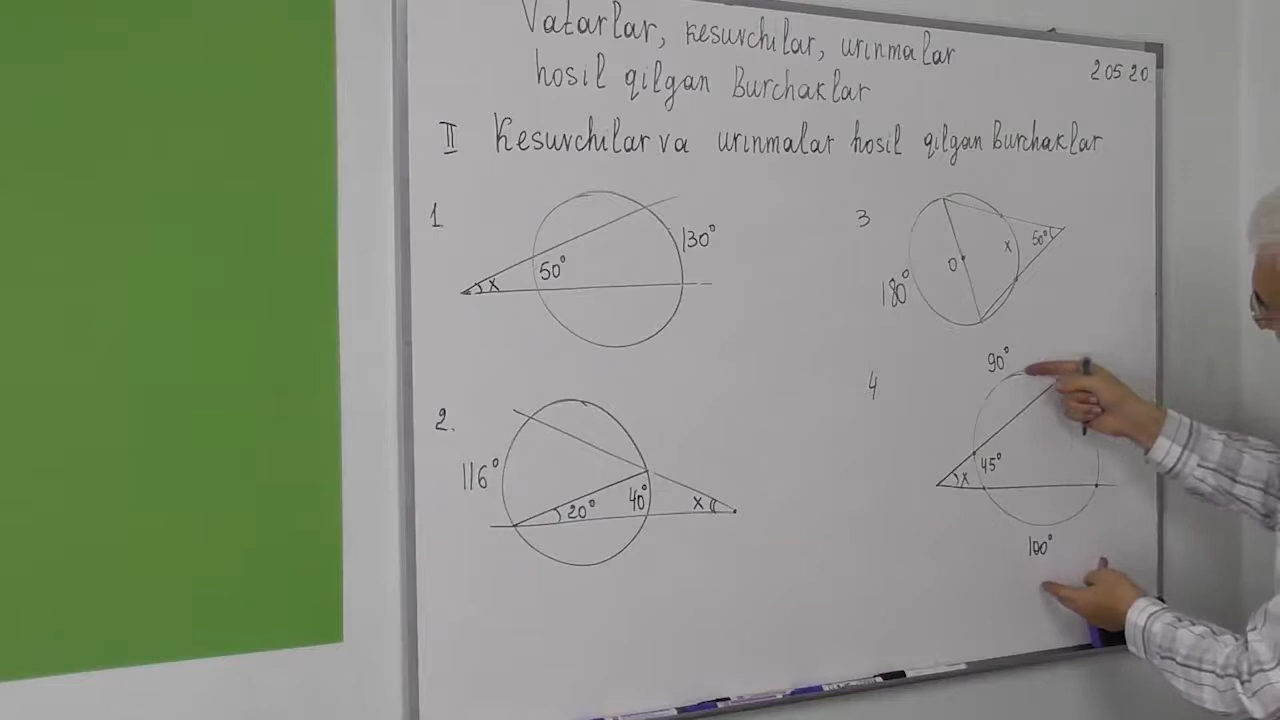 Vatarlar, kesuvchilar, urinmalar
hosil qilgan Burchaklar
2 05 20
II Kesuvchilar va urinmalar hosil qilgan Burchaklar
1.
130°
50°
x
3
x
50°
O
180°
2.
116°
20°
40°
x
4
90°
45°
x
100°